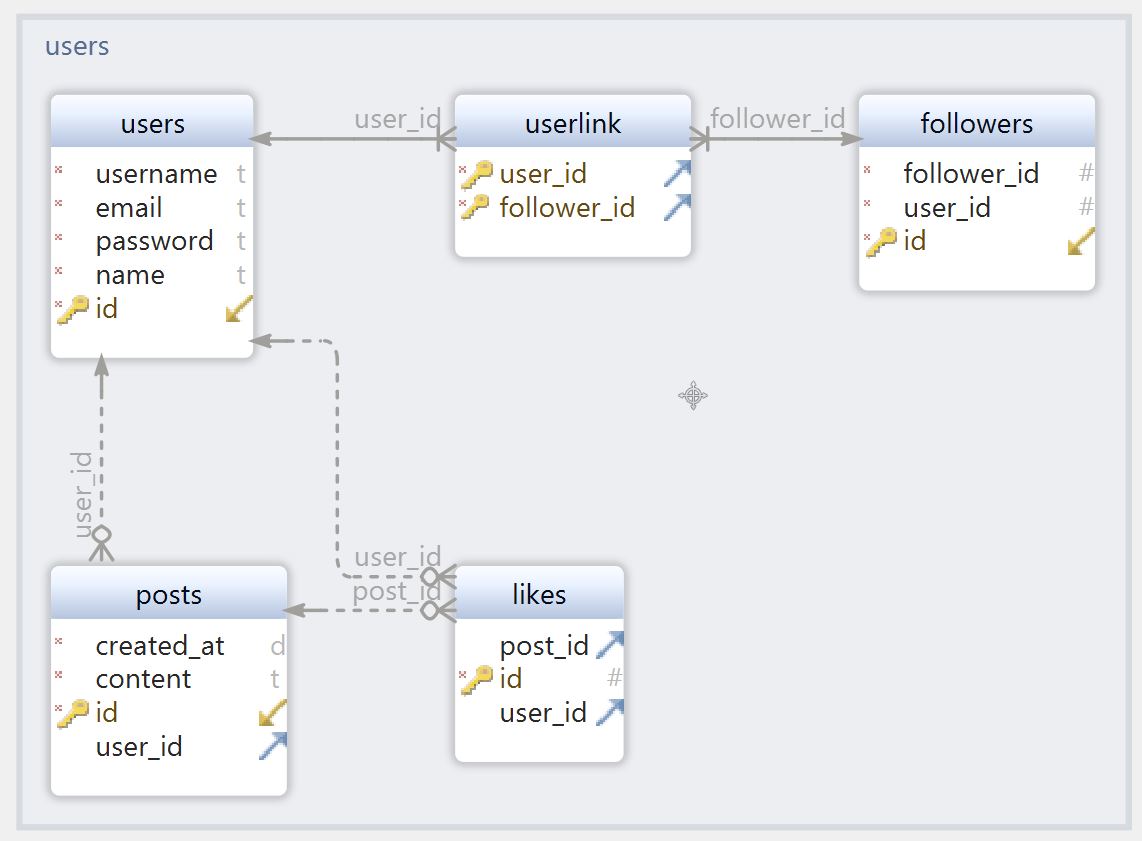 users
user_id
follower_id
users
userlink
followers
username t
email t
password t
name t
id
user_id
follower_id
follower_id #
user_id #
id
user_id
user_id
post_id
posts
created_at d
content t
id
user_id
likes
post_id
id #
user_id